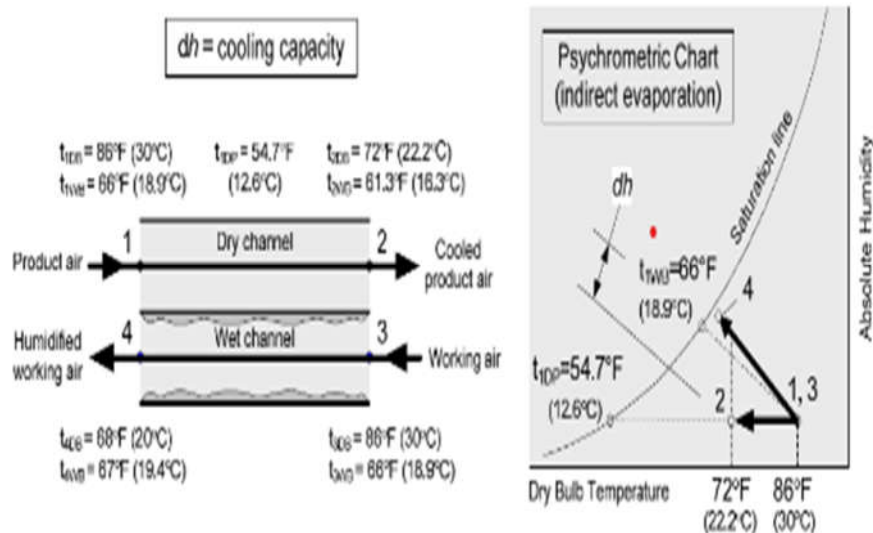 dh = cooling capacity
t1DB = 86°F (30°C)
t1WB = 66°F (18.9°C)
t1DP = 54.7°F
(12.6°C)
t2DB = 72°F (22.2°C)
t2WB = 61.3°F (16.3°C)
1
Dry channel
2
Product air
Cooled
product air
4
Wet channel
3
Humidified
working air
Working air
t4DB = 68°F (20°C)
t4WB = 67°F (19.4°C)
t3DB = 86°F (30°C)
t3WB = 66°F (18.9°C)
Psychrometric Chart
(indirect evaporation)
Saturation line
dh
t1WB = 66°F
(18.9°C)
4
t1DP = 54.7°F
(12.6°C)
2
1, 3
Absolute Humidity
Dry Bulb Temperature
72°F
(22.2°C)
86°F
(30°C)